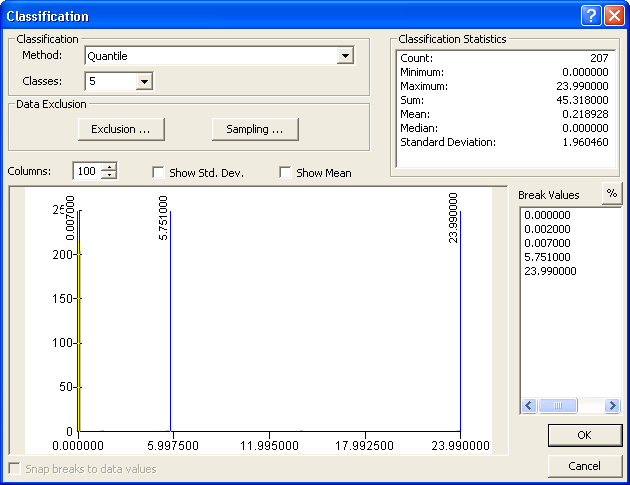 Classification
Classification
Method: Quantile
Classes: 5
Data Exclusion
Exclusion ...
Sampling ...
Classification Statistics
Count: 207
Minimum: 0.000000
Maximum: 23.990000
Sum: 45.318000
Mean: 0.218928
Median: 0.000000
Standard Deviation: 1.960460
Columns: 100
Show Std. Dev.
Show Mean
Break Values
%
0.000000
0.002000
0.007000
5.751000
23.990000
0.007000
5.751000
23.990000
200
150
100
50
0
0.000000 5.997500 11.995000 17.992500 23.990000
OK
Cancel
Snap breaks to data values